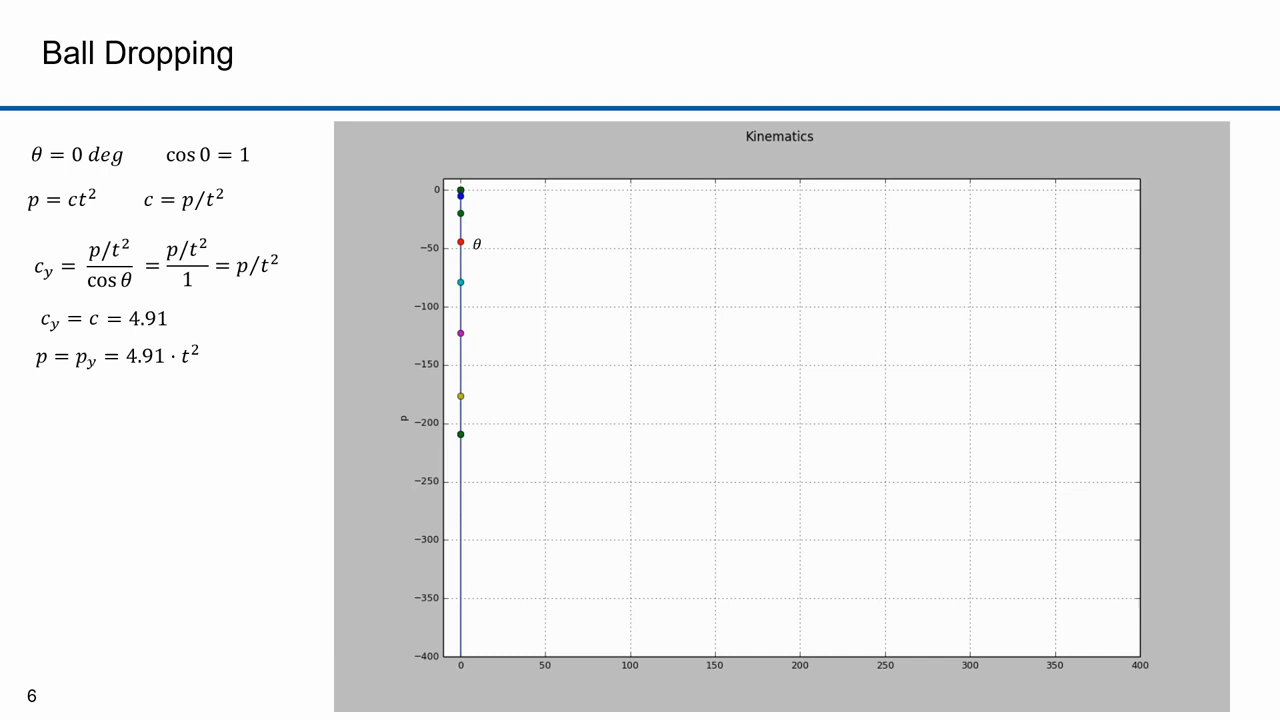 Ball Dropping
θ = 0 deg cos 0 = 1
p = ct² c = p/t²
c_y = (p/t²)/(cos θ) = (p/t²)/1 = p/t²
c_y = c = 4.91
p = p_y = 4.91 · t²
Kinematics
0
θ
−50
−100
−150
p
−200
−250
−300
−350
−400
0 50 100 150 200 250 300 350 400
6